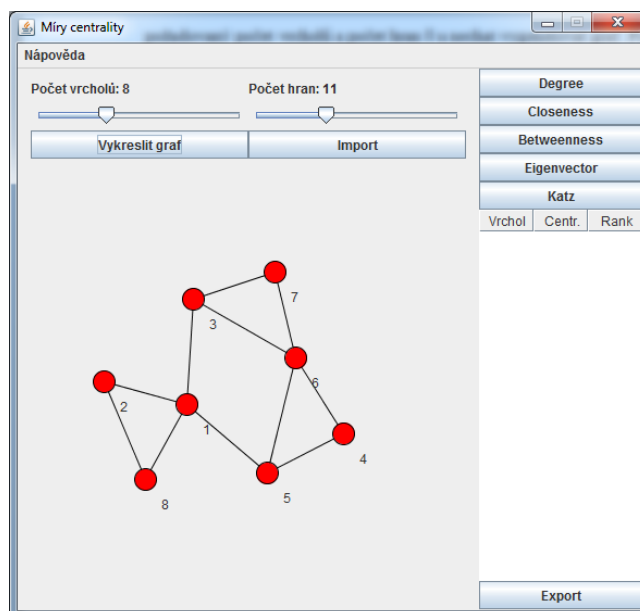 Míry centrality
Nápověda
Počet vrcholů: 8
Počet hran: 11
Vykreslit graf
Import
Degree
Closeness
Betweenness
Eigenvector
Katz
Vrchol Centr. Rank
7
3
6
2
1
4
5
8
Export